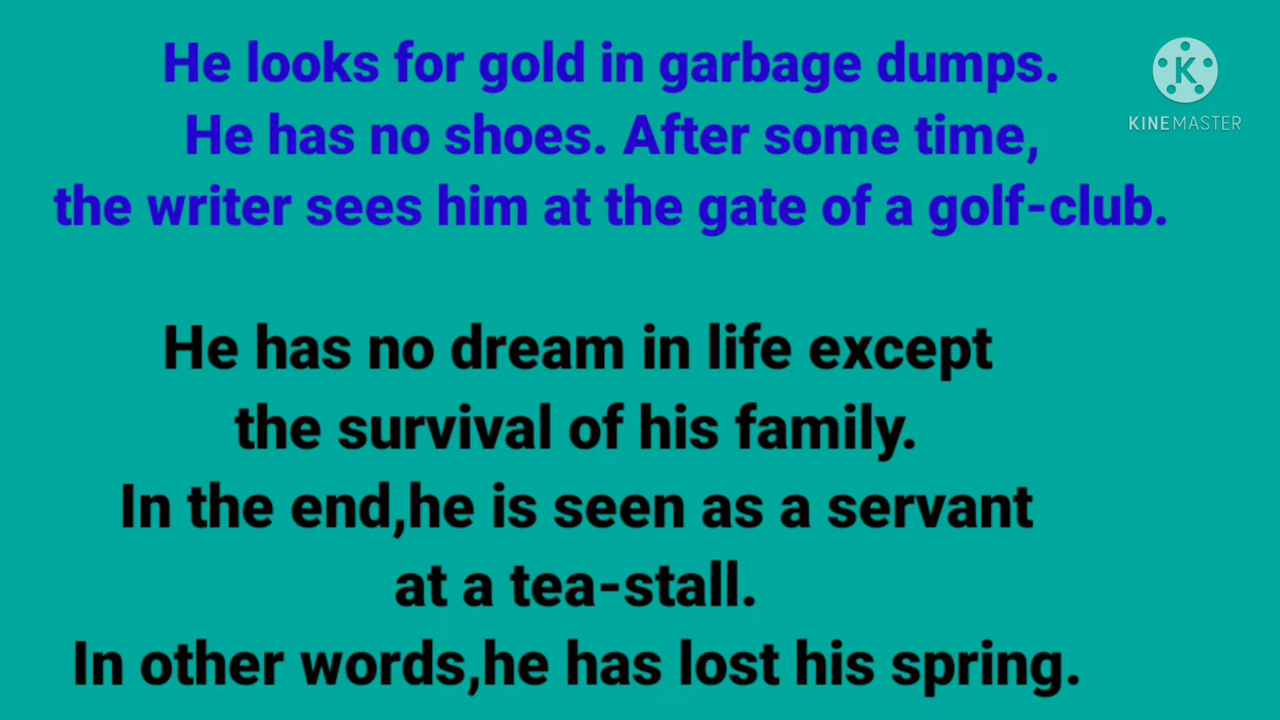 He looks for gold in garbage dumps.
He has no shoes. After some time,
the writer sees him at the gate of a golf-club.
He has no dream in life except
the survival of his family.
In the end,he is seen as a servant
at a tea-stall.
In other words,he has lost his spring.
K
KINEMASTER